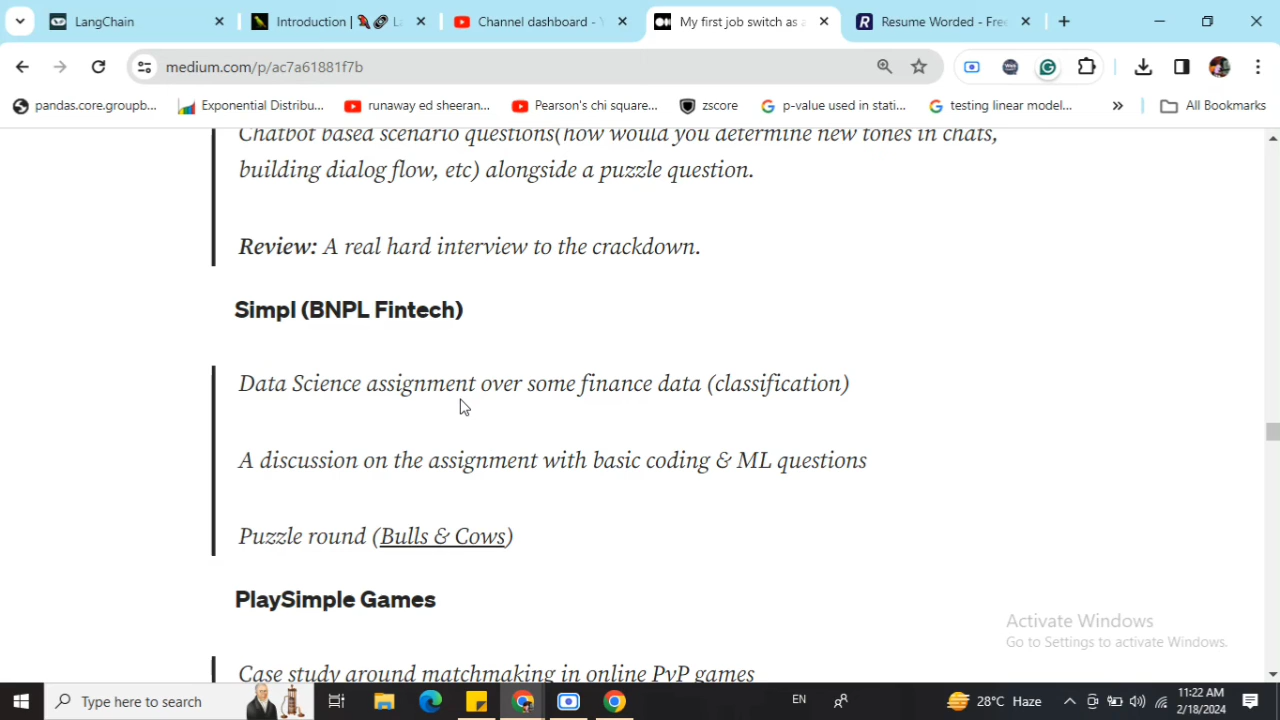 LangChain
Introduction |
Channel dashboard -
My first job switch as
Resume Worded - Free
medium.com/p/ac7a61881f7b
pandas.core.groupb...
Exponential Distribu...
runaway ed sheeran...
Pearson's chi square...
zscore
p-value used in stati...
testing linear model...
All Bookmarks
Chatbot based scenario questions(how would you determine new tones in chats,
building dialog flow, etc) alongside a puzzle question.
Review: A real hard interview to the crackdown.
Simpl (BNPL Fintech)
Data Science assignment over some finance data (classification)
A discussion on the assignment with basic coding & ML questions
Puzzle round (Bulls & Cows)
PlaySimple Games
Case study around matchmaking in online PvP games
Activate Windows
Go to Settings to activate Windows.
Type here to search
EN
28°C Haze
11:22 AM
2/18/2024